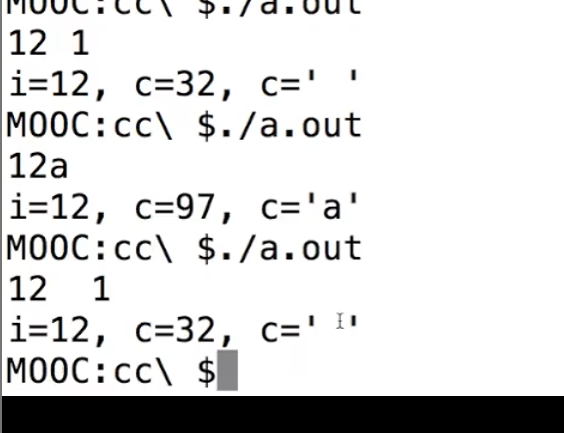 MOOC:cc\ $./a.out
12 1
i=12, c=32, c=' '
MOOC:cc\ $./a.out
12a
i=12, c=97, c='a'
MOOC:cc\ $./a.out
12  1
i=12, c=32, c=' '
MOOC:cc\ $